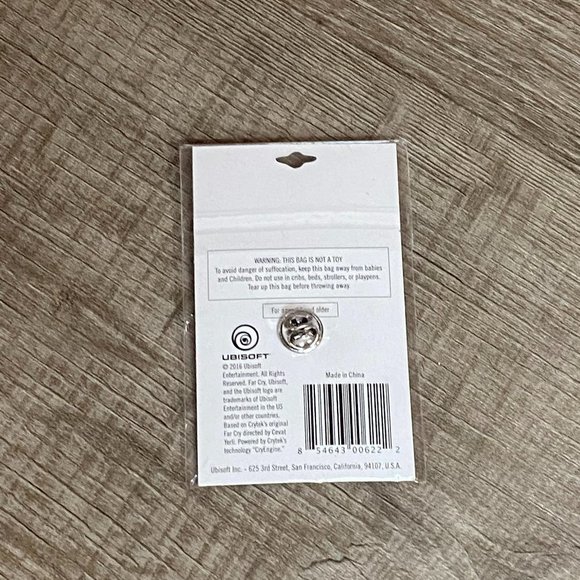 WARNING: THIS BAG IS NOT A TOY
To avoid danger of suffocation, keep this bag away from babies
and Children. Do not use in cribs, beds, strollers, or playpens.
Tear up this bag before throwing away
For older
UBISOFT
© 2016 Ubisoft
Entertainment. All Rights
Reserved. Far Cry, Ubisoft,
and the Ubisoft logo are
trademarks of Ubisoft
Entertainment in the US
and/or other countries.
Based on Crytek's original
Far Cry directed by Cevat
Yerli. Powered by Crytek's
technology "CryEngine."
Made in China
8 54643 00622 2
Ubisoft Inc. - 625 3rd Street, San Francisco, California, 94107, U.S.A.